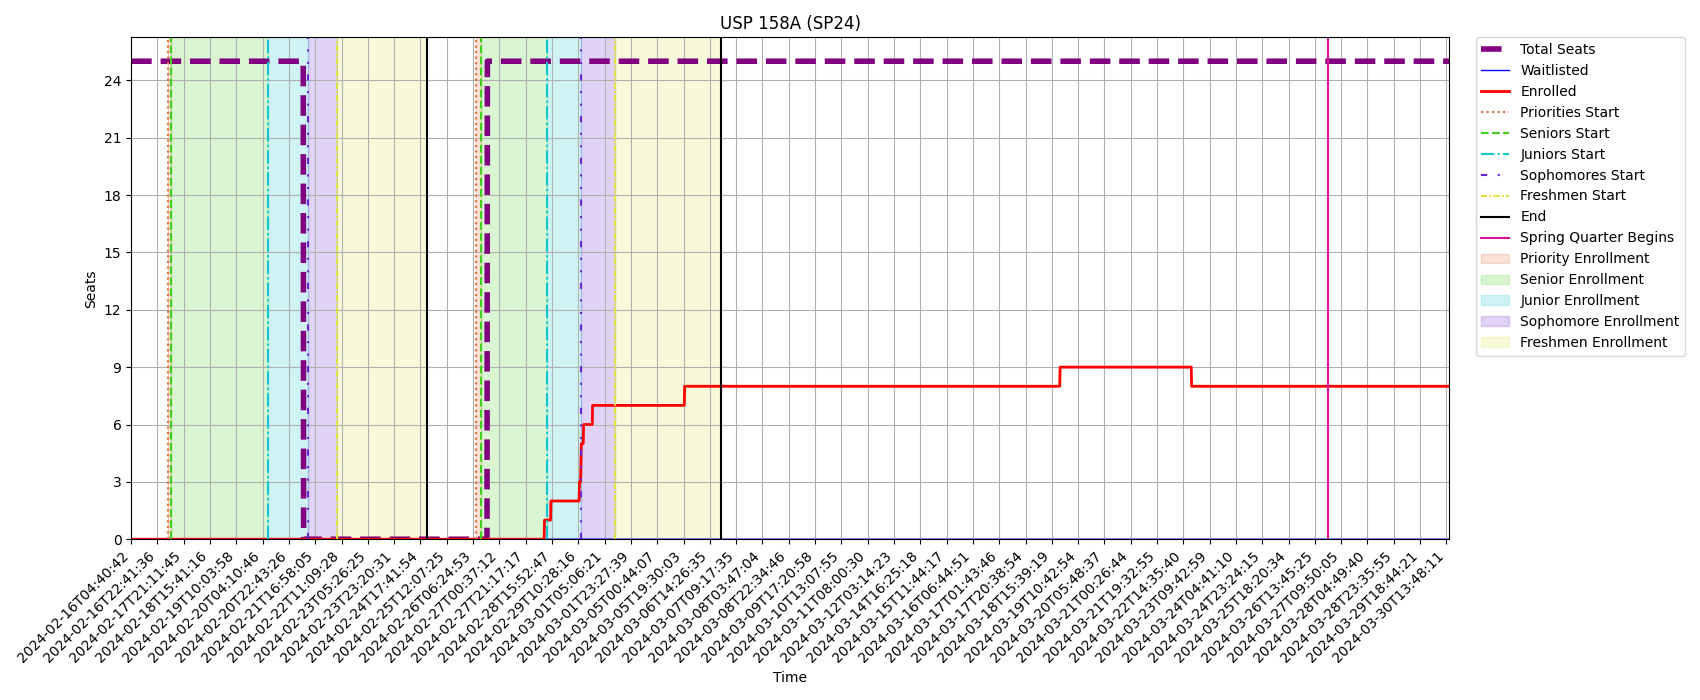 USP 158A (SP24)
Seats
24
21
18
15
12
9
6
3
0
2024-02-16T04:40:42
2024-02-16T22:41:36
2024-02-17T21:11:45
2024-02-18T15:41:16
2024-02-19T10:03:58
2024-02-20T04:10:46
2024-02-20T22:43:26
2024-02-21T16:58:05
2024-02-22T11:09:28
2024-02-23T05:26:25
2024-02-23T23:20:31
2024-02-24T17:41:54
2024-02-25T12:07:25
2024-02-26T06:24:53
2024-02-27T00:37:12
2024-02-27T21:17:17
2024-02-28T15:52:47
2024-02-29T10:28:16
2024-03-01T05:06:21
2024-03-01T23:27:39
2024-03-05T00:44:07
2024-03-05T19:30:03
2024-03-06T14:26:35
2024-03-07T09:17:35
2024-03-08T03:47:04
2024-03-08T22:34:46
2024-03-09T17:20:58
2024-03-10T13:07:55
2024-03-11T08:00:30
2024-03-12T03:14:23
2024-03-14T16:25:18
2024-03-15T11:44:17
2024-03-16T06:44:51
2024-03-17T01:43:46
2024-03-17T20:38:54
2024-03-18T15:39:19
2024-03-19T10:42:54
2024-03-20T05:48:37
2024-03-21T00:26:44
2024-03-21T19:32:55
2024-03-22T14:35:40
2024-03-23T09:42:59
2024-03-24T04:41:10
2024-03-24T23:24:15
2024-03-25T18:20:34
2024-03-26T13:45:25
2024-03-27T09:50:05
2024-03-28T04:49:40
2024-03-28T23:35:55
2024-03-29T18:44:21
2024-03-30T13:48:11
Time
Total Seats
Waitlisted
Enrolled
Priorities Start
Seniors Start
Juniors Start
Sophomores Start
Freshmen Start
End
Spring Quarter Begins
Priority Enrollment
Senior Enrollment
Junior Enrollment
Sophomore Enrollment
Freshmen Enrollment